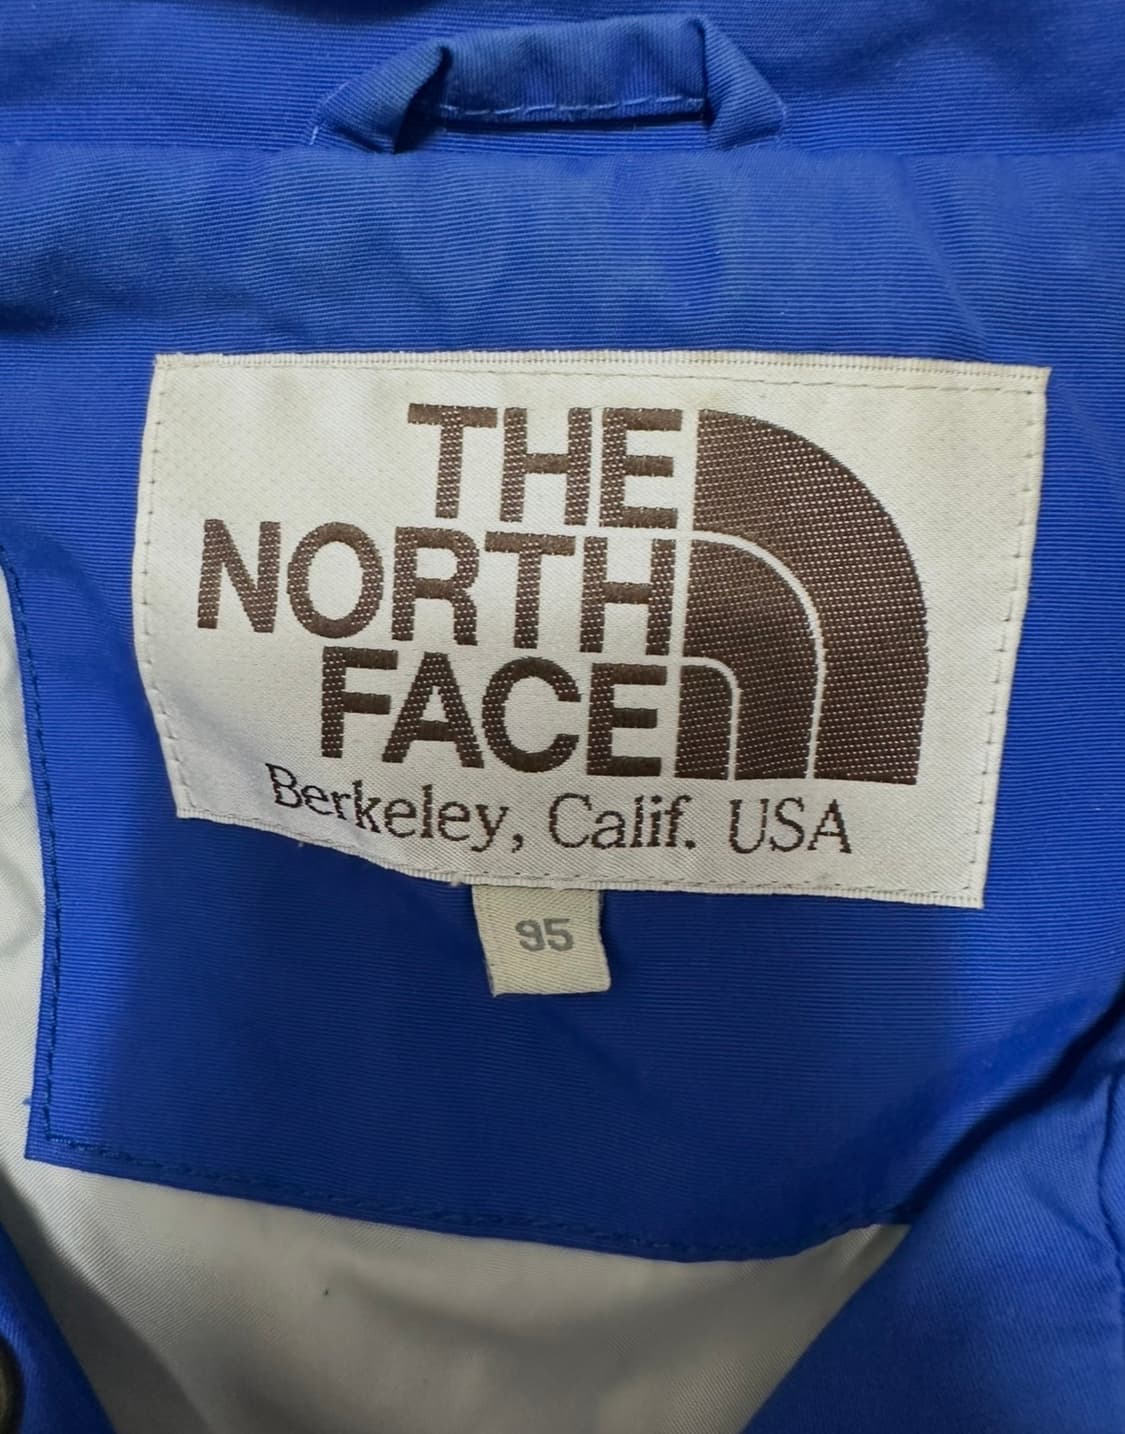 THE
NORTH
FACE
Berkeley, Calif. USA
95